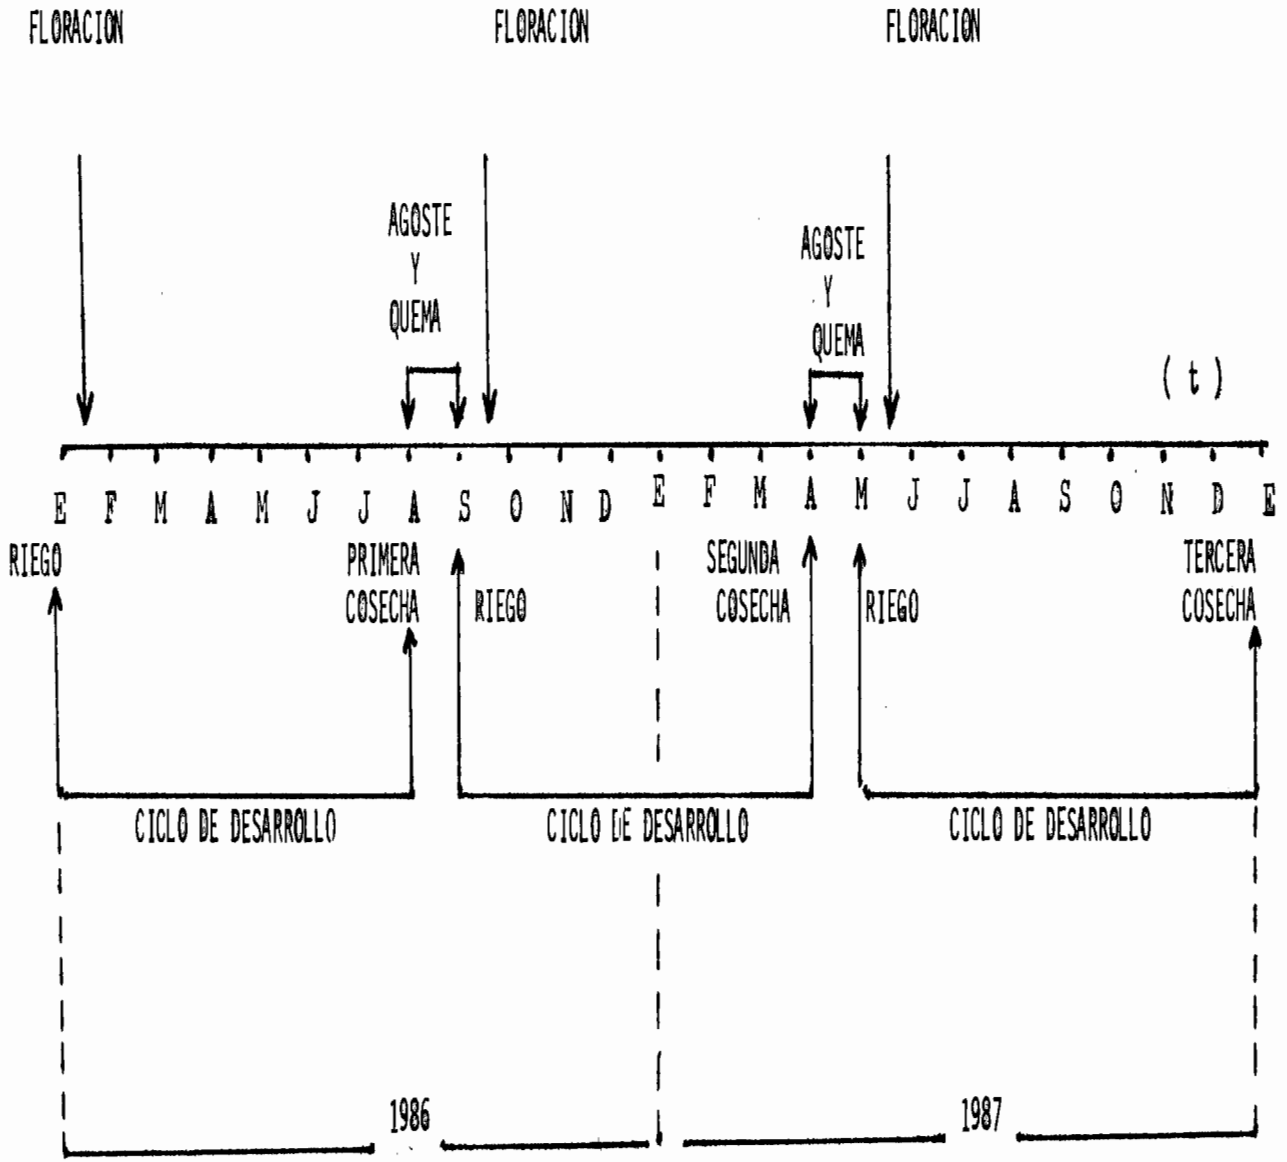 FLORACION FLORACION FLORACION
AGOSTE
Y
QUEMA
AGOSTE
Y
QUEMA
( t )
E F M A M J J A S O N D E F M A M J J A S O N D E
RIEGO
PRIMERA
COSECHA
RIEGO
SEGUNDA
COSECHA
RIEGO
TERCERA
COSECHA
CICLO DE DESARROLLO CICLO DE DESARROLLO CICLO DE DESARROLLO
1986 1987